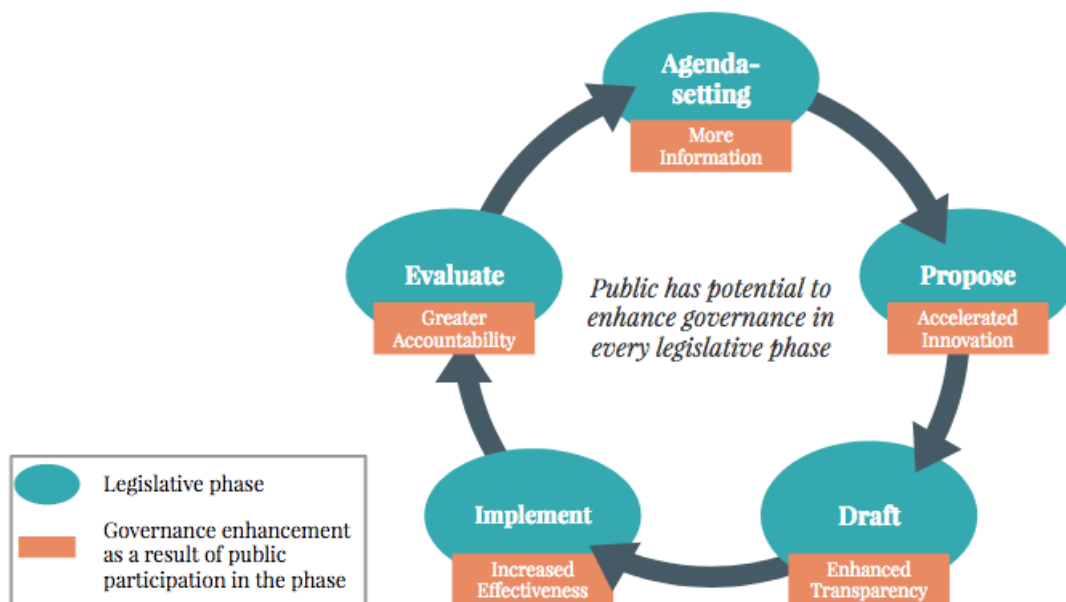 Agenda-
setting
More
Information
Propose
Accelerated
Innovation
Draft
Enhanced
Transparency
Implement
Increased
Effectiveness
Evaluate
Greater
Accountability
Public has potential to
enhance governance in
every legislative phase
Legislative phase
Governance enhancement
as a result of public
participation in the phase